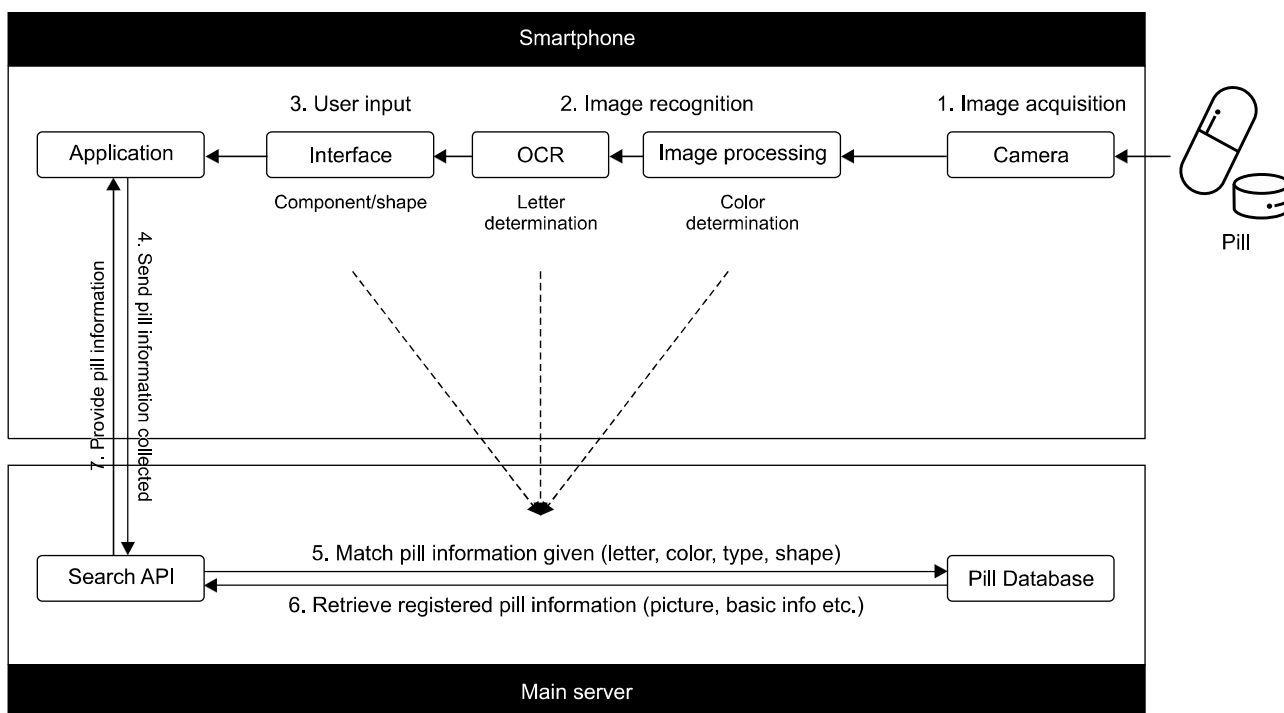 Smartphone
3. User input
2. Image recognition
1. Image acquisition
Application
Interface
OCR
Image processing
Camera
Component/shape
Letter
determination
Color
determination
Pill
7. Provide pill information
4. Send pill information collected
5. Match pill information given (letter, color, type, shape)
Search API
Pill Database
6. Retrieve registered pill information (picture, basic info etc.)
Main server